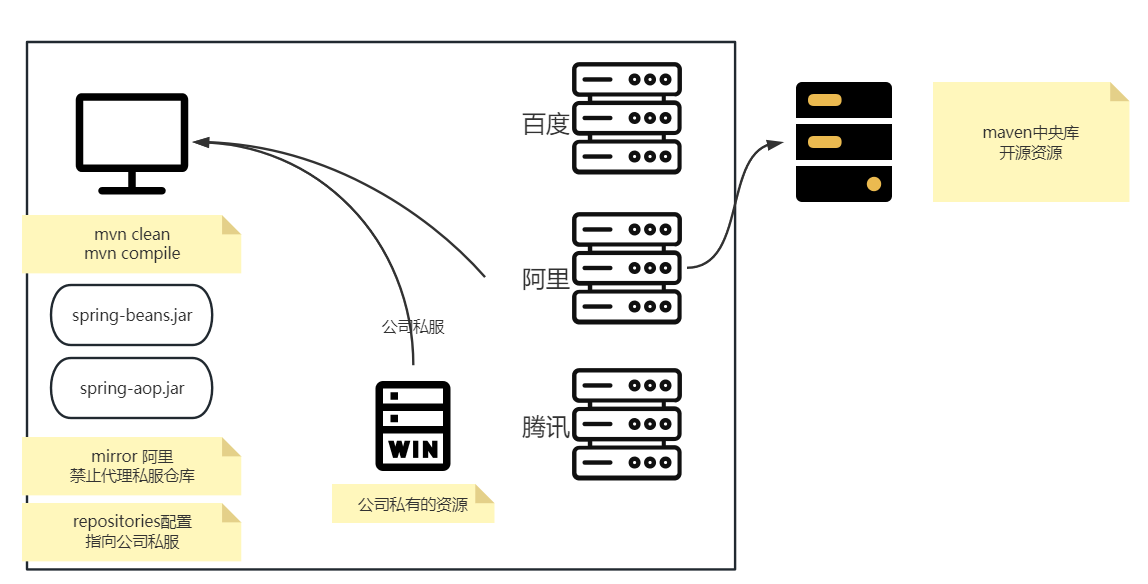 百度
maven中央库
开源资源
mvn clean
mvn compile
阿里
spring-beans.jar
公司私服
spring-aop.jar
腾讯
WIN
mirror 阿里
禁止代理私服仓库
公司私有的资源
repositories配置
指向公司私服